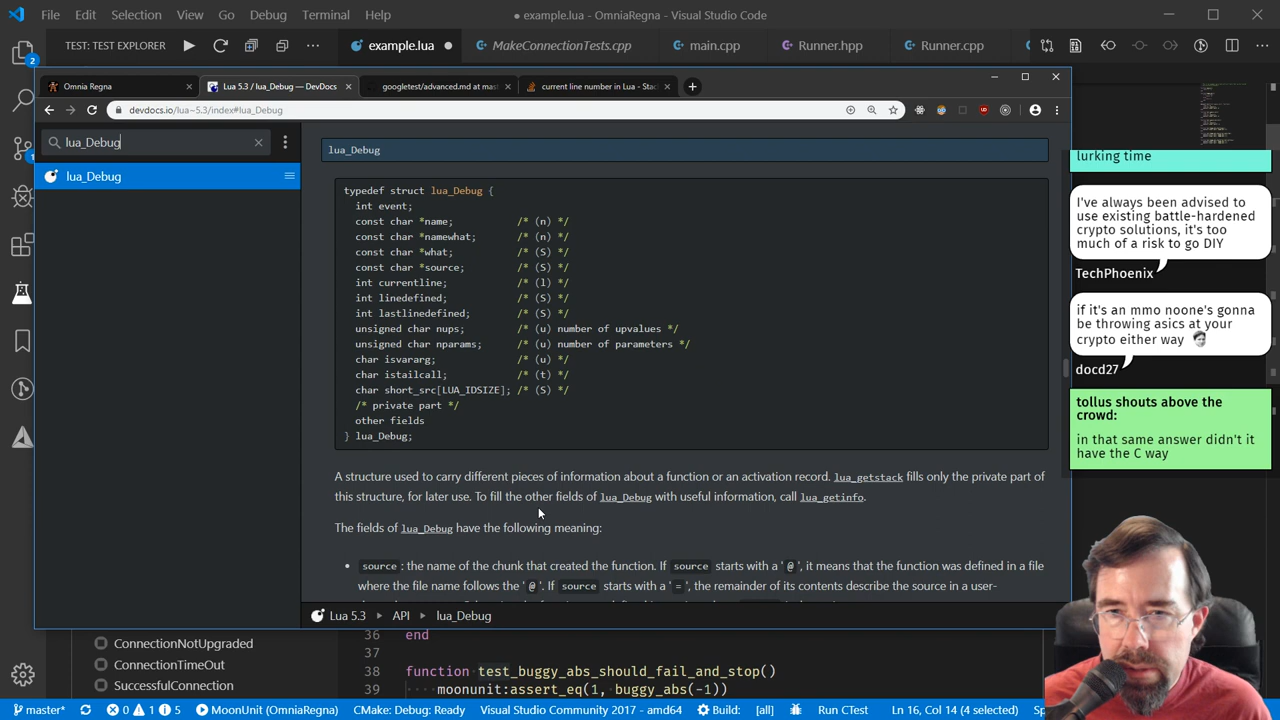 File Edit Selection View Go Debug Terminal Help
● example.lua - OmniaRegna - Visual Studio Code
TEST: TEST EXPLORER
example.lua
MakeConnectionTests.cpp
main.cpp
Runner.hpp
Runner.cpp
Omnia Regna
Lua 5.3 / lua_Debug — DevDocs
googletest/advanced.md at mast
current line number in Lua - Stac
devdocs.io/lua~5.3/index#lua_Debug
lua_Debug
lua_Debug
lua_Debug
typedef struct lua_Debug {
int event;
const char *name; /* (n) */
const char *namewhat; /* (n) */
const char *what; /* (S) */
const char *source; /* (S) */
int currentline; /* (l) */
int linedefined; /* (S) */
int lastlinedefined; /* (S) */
unsigned char nups; /* (u) number of upvalues */
unsigned char nparams; /* (u) number of parameters */
char isvararg; /* (u) */
char istailcall; /* (t) */
char short_src[LUA_IDSIZE]; /* (S) */
/* private part */
other fields
} lua_Debug;
A structure used to carry different pieces of information about a function or an activation record. lua_getstack fills only the private part of
this structure, for later use. To fill the other fields of lua_Debug with useful information, call lua_getinfo.
The fields of lua_Debug have the following meaning:
• source: the name of the chunk that created the function. If source starts with a '@', it means that the function was defined in a file
where the file name follows the '@'. If source starts with a '=', the remainder of its contents describe the source in a user-
Lua 5.3 API lua_Debug
lurking time
I've always been advised to
use existing battle-hardened
crypto solutions, it's too
much of a risk to go DIY
TechPhoenix
if it's an mmo noone's gonna
be throwing asics at your
crypto either way
docd27
tollus shouts above the
crowd:
in that same answer didn't it
have the C way
2
1
ConnectionNotUpgraded
ConnectionTimeOut
SuccessfulConnection
36 end
37
38 function test_buggy_abs_should_fail_and_stop()
39 ····moonunit:assert_eq(1, buggy_abs(-1))
master* 0 1 5 MoonUnit (OmniaRegna) CMake: Debug: Ready Visual Studio Community 2017 - amd64 Build: [all] Run CTest Ln 16, Col 14 (4 selected)